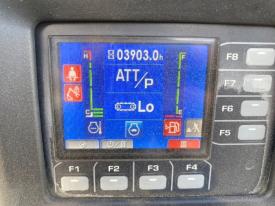 H 03903.0h F
ATT/P
Lo
C E
F8
F7
F6
F5
F1 F2 F3 F4